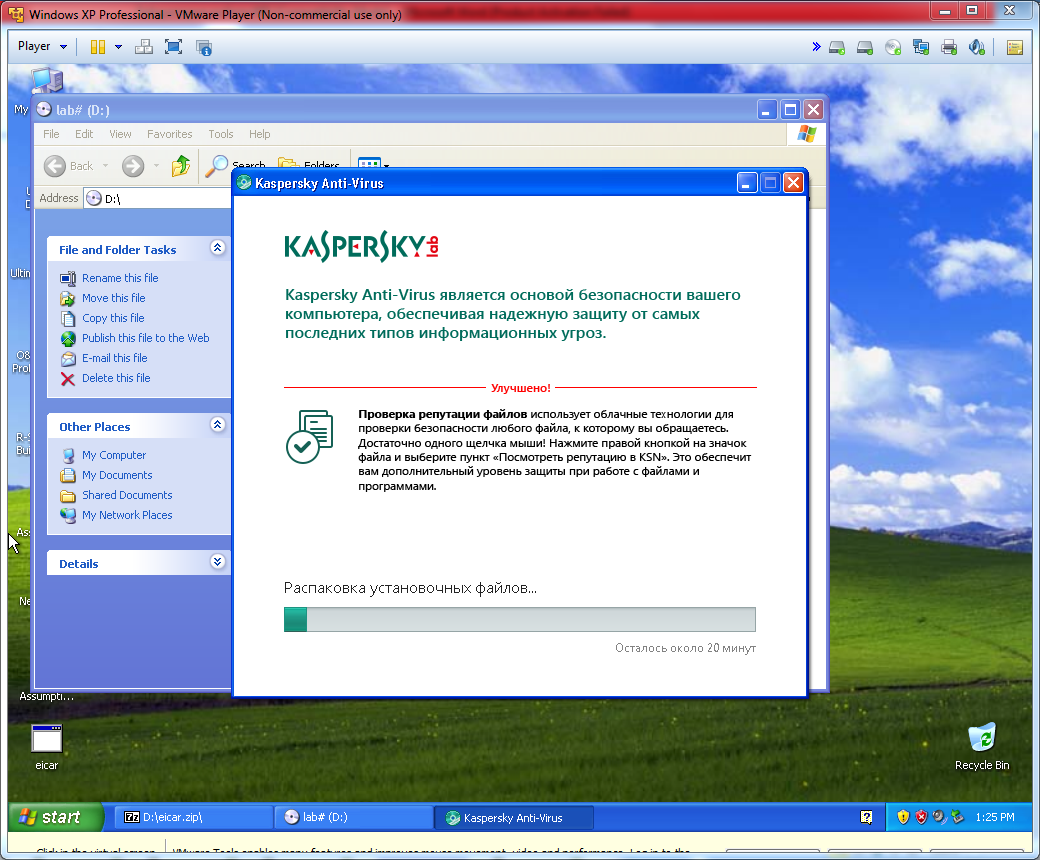 Windows XP Professional - VMware Player (Non-commercial use only)
Player
My
lab# (D:)
File Edit View Favorites Tools Help
Back Search Folders
Address D:\
Kaspersky Anti-Virus
File and Folder Tasks
Rename this file
Move this file
Copy this file
Publish this file to the Web
E-mail this file
Delete this file
Other Places
My Computer
My Documents
Shared Documents
My Network Places
Details
KASPERSKY lab
Kaspersky Anti-Virus является основой безопасности вашего
компьютера, обеспечивая надежную защиту от самых
последних типов информационных угроз.
Улучшено!
Проверка репутации файлов использует облачные технологии для
проверки безопасности любого файла, к которому вы обращаетесь.
Достаточно одного щелчка мыши! Нажмите правой кнопкой на значок
файла и выберите пункт «Посмотреть репутацию в KSN». Это обеспечит
вам дополнительный уровень защиты при работе с файлами и
программами.
Распаковка установочных файлов...
Осталось около 20 минут
Assumpti...
eicar
Recycle Bin
start
7z D:\eicar.zip\
lab# (D:)
Kaspersky Anti-Virus
1:25 PM